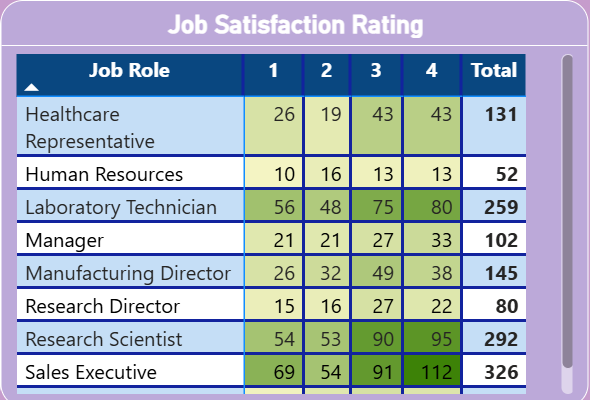 Job Satisfaction Rating
Job Role 1 2 3 4 Total
Healthcare Representative 26 19 43 43 131
Human Resources 10 16 13 13 52
Laboratory Technician 56 48 75 80 259
Manager 21 21 27 33 102
Manufacturing Director 26 32 49 38 145
Research Director 15 16 27 22 80
Research Scientist 54 53 90 95 292
Sales Executive 69 54 91 112 326